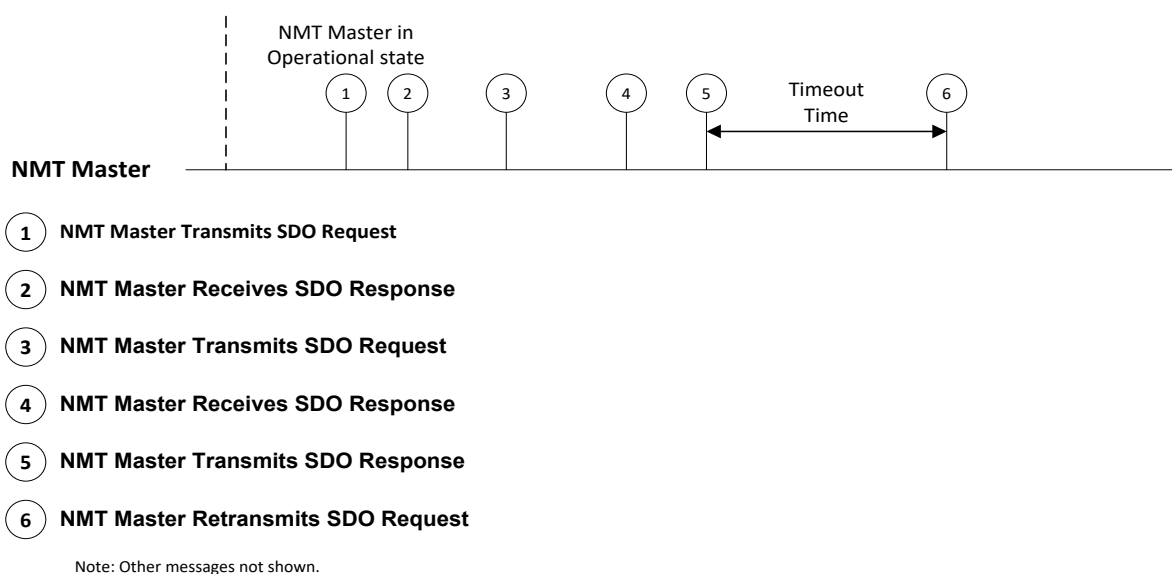 NMT Master in
Operational state
1 2 3 4 5 Timeout 6
Time
NMT Master
1 NMT Master Transmits SDO Request
2 NMT Master Receives SDO Response
3 NMT Master Transmits SDO Request
4 NMT Master Receives SDO Response
5 NMT Master Transmits SDO Response
6 NMT Master Retransmits SDO Request
Note: Other messages not shown.